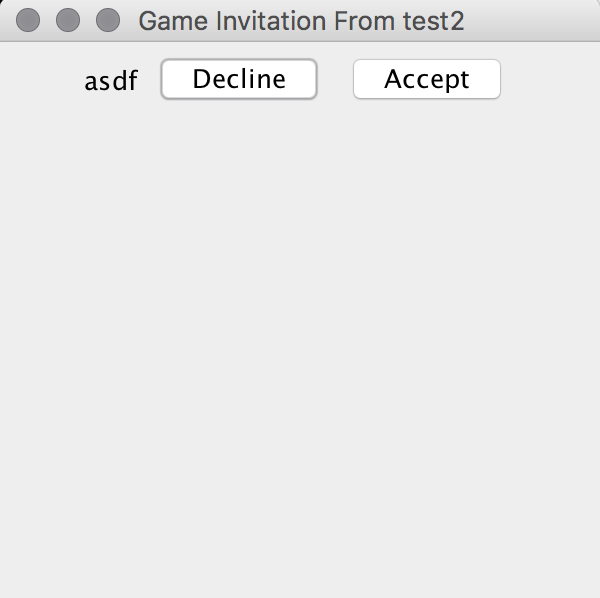 Game Invitation From test2
asdf Decline Accept